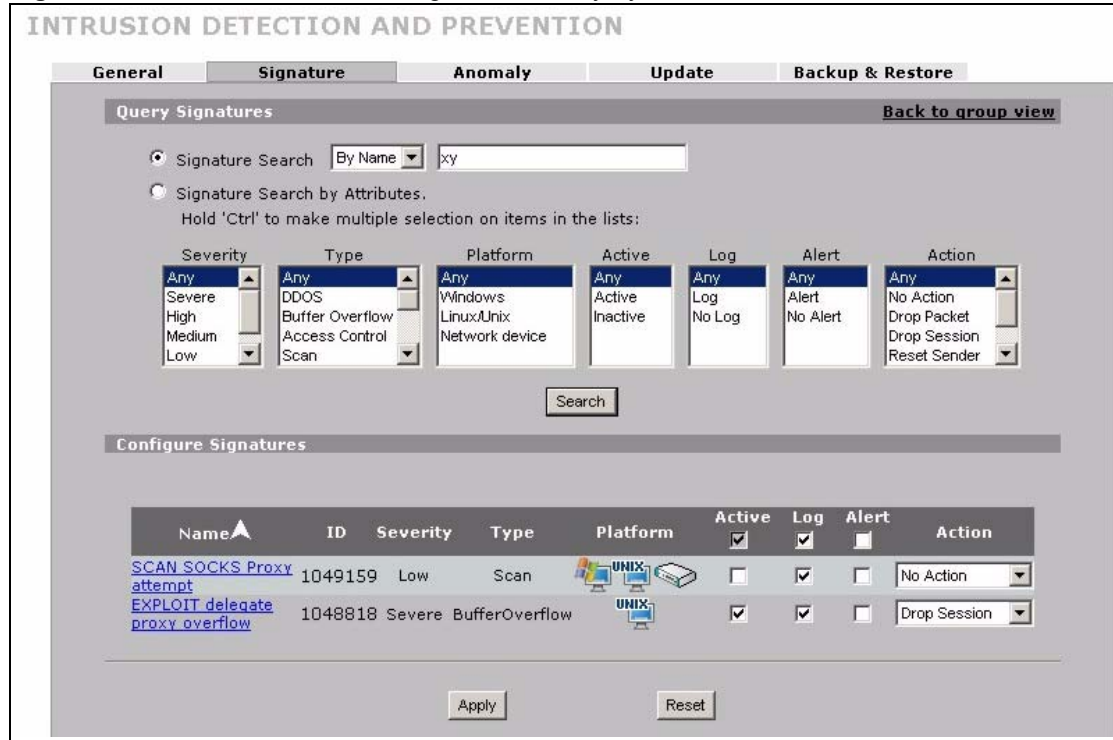 INTRUSION DETECTION AND PREVENTION
General Signature Anomaly Update Backup & Restore
Query Signatures Back to group view
Signature Search By Name xy
Signature Search by Attributes.
Hold 'Ctrl' to make multiple selection on items in the lists:
Severity Type Platform Active Log Alert Action
Any Any Any Any Any Any Any
Severe DDOS Windows Active Log Alert No Action
High Buffer Overflow Linux/Unix Inactive No Log No Alert Drop Packet
Medium Access Control Network device Drop Session
Low Scan Reset Sender
Search
Configure Signatures
Name ID Severity Type Platform Active Log Alert Action
SCAN SOCKS Proxy attempt 1049159 Low Scan UNIX No Action
EXPLOIT delegate proxy overflow 1048818 Severe BufferOverflow UNIX Drop Session
Apply Reset